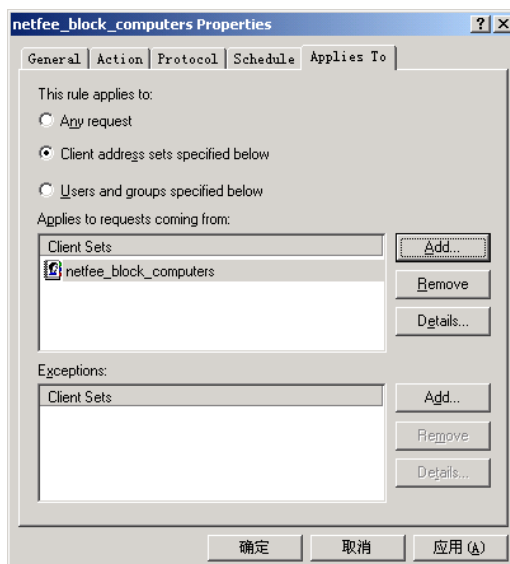 netfee_block_computers Properties
?
General Action Protocol Schedule Applies To
This rule applies to:
Any request
Client address sets specified below
Users and groups specified below
Applies to requests coming from:
Client Sets
netfee_block_computers
Add...
Remove
Details...
Exceptions:
Client Sets
Add...
Remove
Details...
确定 取消 应用(A)